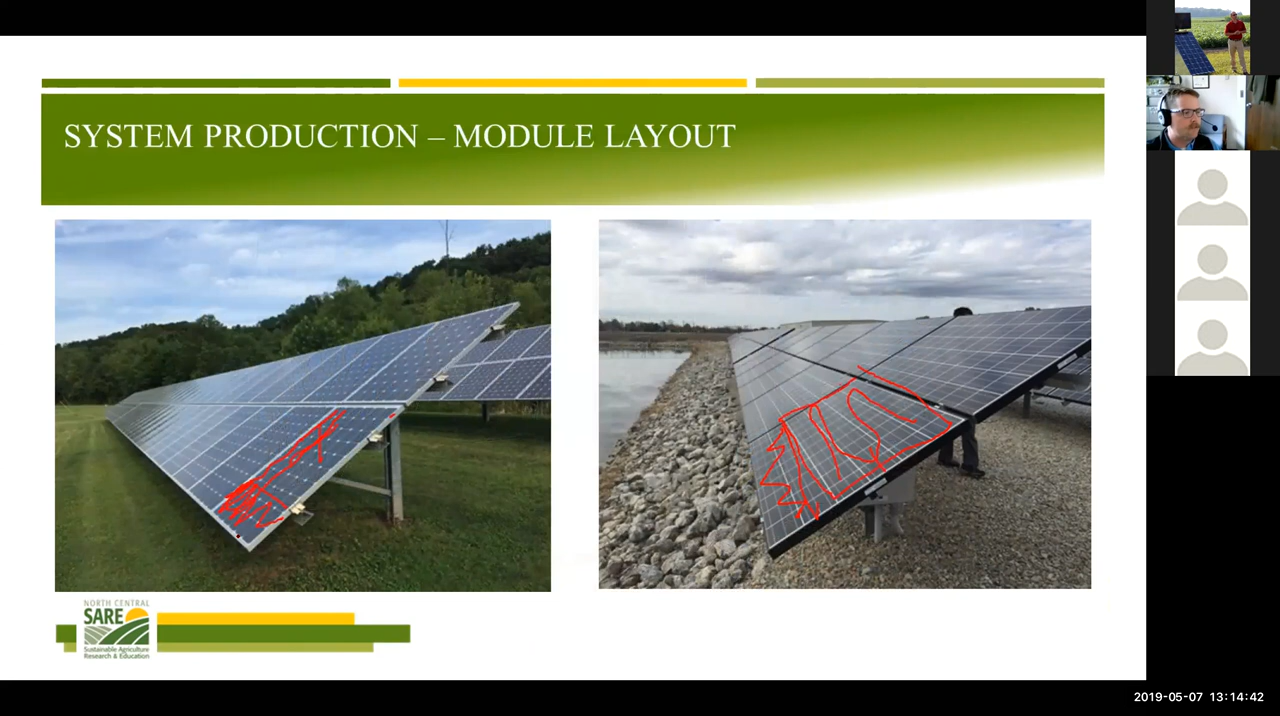 SYSTEM PRODUCTION – MODULE LAYOUT
NORTH CENTRAL
SARE
Sustainable Agriculture
Research & Education
2019-05-07 13:14:42